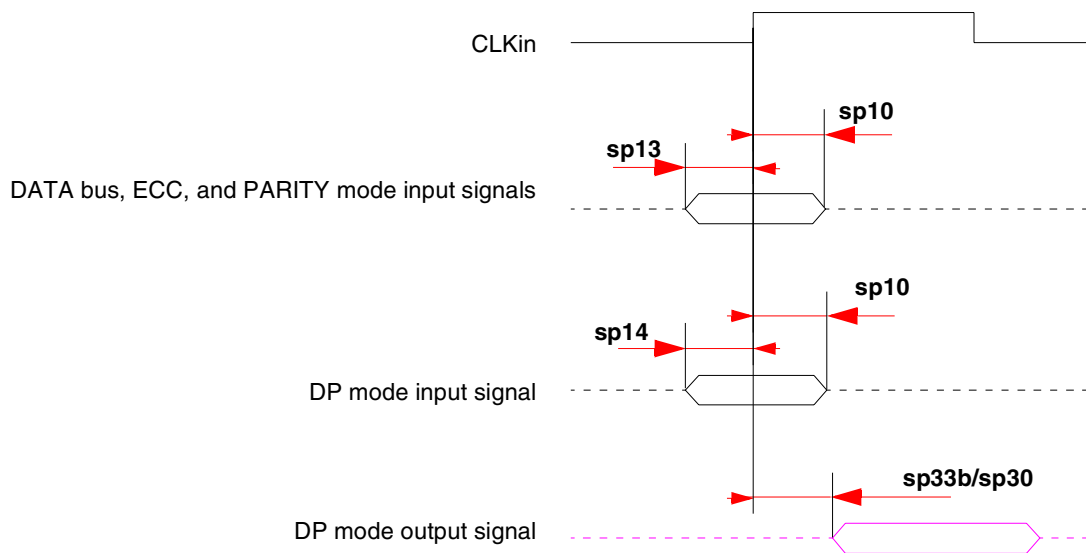 CLKin
sp10
sp13
DATA bus, ECC, and PARITY mode input signals
sp10
sp14
DP mode input signal
sp33b/sp30
DP mode output signal